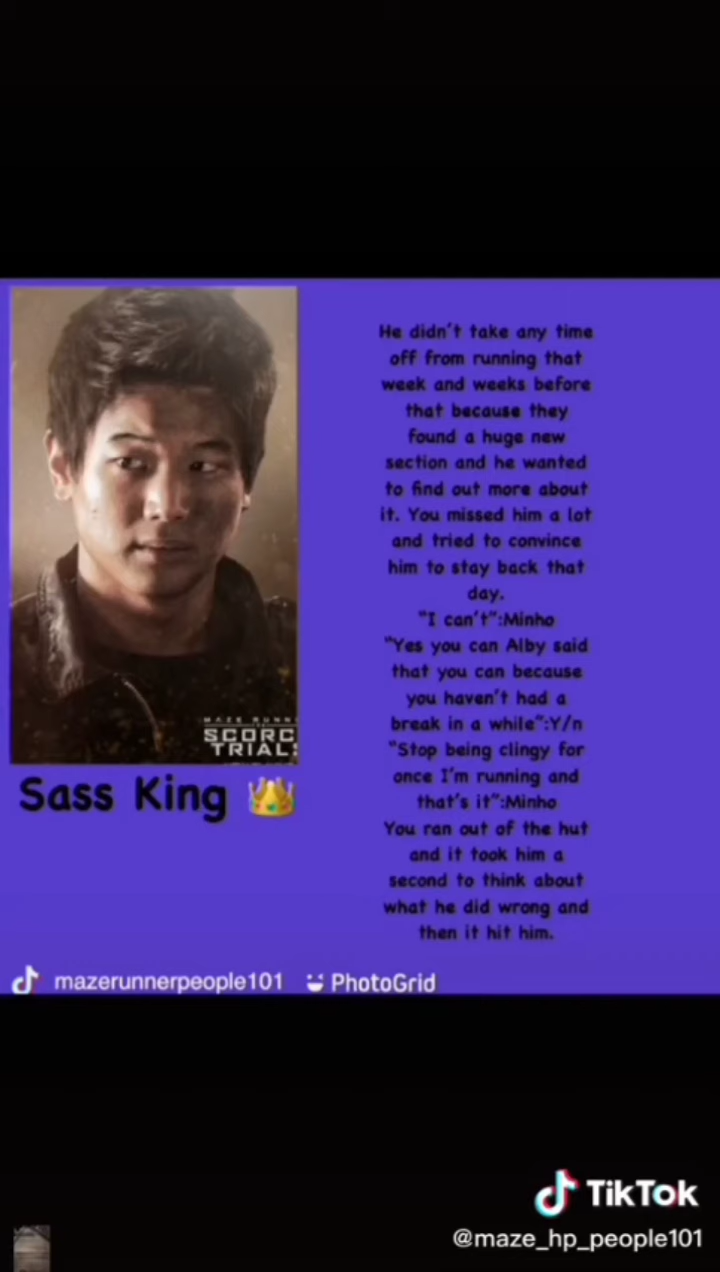 He didn't take any time
off from running that
week and weeks before
that because they
found a huge new
section and he wanted
to find out more about
it. You missed him a lot
and tried to convince
him to stay back that
day.
"I can't":Minho
"Yes you can Alby said
that you can because
you haven't had a
break in a while":Y/n
"Stop being clingy for
once I'm running and
that's it":Minho
You ran out of the hut
and it took him a
second to think about
what he did wrong and
then it hit him.
MAZE RUNN
SCORC
TRIAL
Sass King 👑
mazerunnerpeople101 PhotoGrid
TikTok
@maze_hp_people101